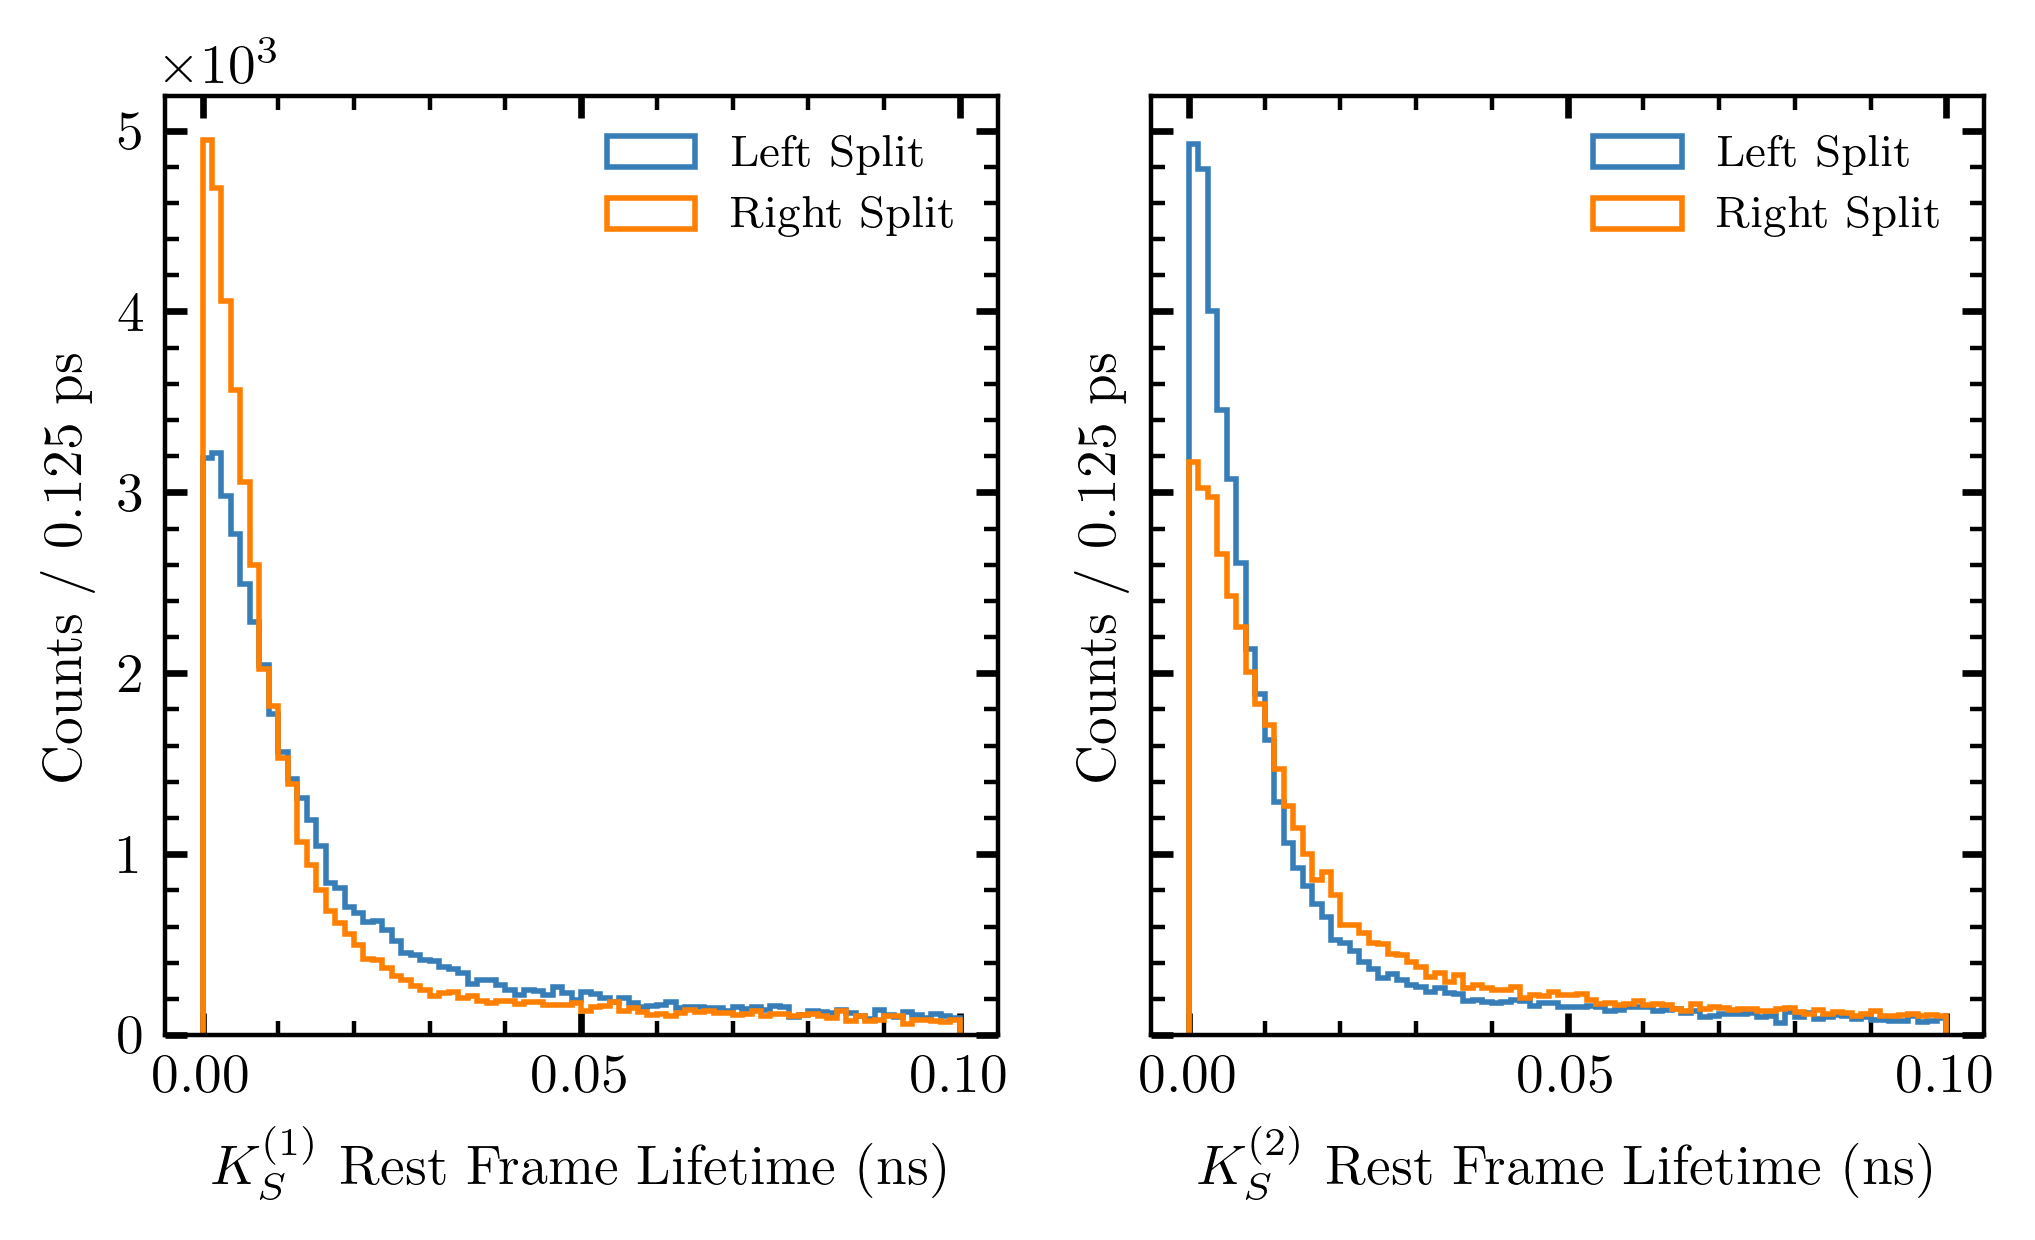 ×10³
Counts / 0.125 ps
5
4
3
2
1
0
Left Split
Right Split
0.00 0.05 0.10
K_S^{(1)} Rest Frame Lifetime (ns)
Counts / 0.125 ps
Left Split
Right Split
0.00 0.05 0.10
K_S^{(2)} Rest Frame Lifetime (ns)